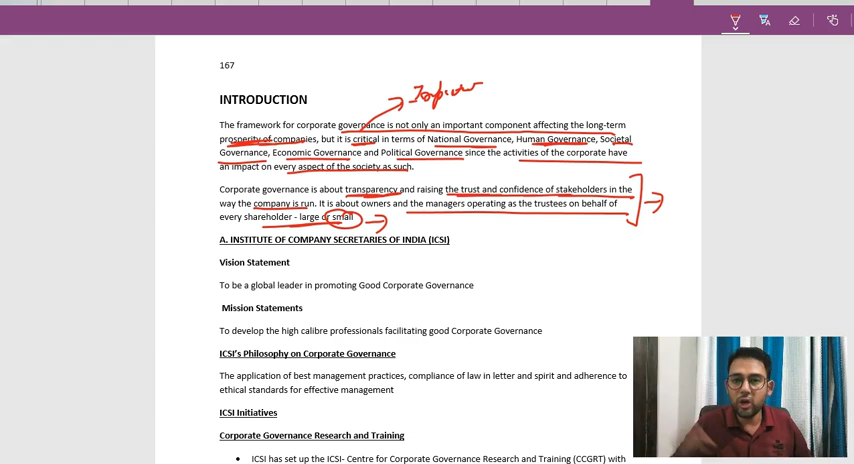 167
INTRODUCTION
The framework for corporate governance is not only an important component affecting the long-term
prosperity of companies, but it is critical in terms of National Governance, Human Governance, Societal
Governance, Economic Governance and Political Governance since the activities of the corporate have
an impact on every aspect of the society as such.
Corporate governance is about transparency and raising the trust and confidence of stakeholders in the
way the company is run. It is about owners and the managers operating as the trustees on behalf of
every shareholder - large or small
A. INSTITUTE OF COMPANY SECRETARIES OF INDIA (ICSI)
Vision Statement
To be a global leader in promoting Good Corporate Governance
Mission Statements
To develop the high calibre professionals facilitating good Corporate Governance
ICSI's Philosophy on Corporate Governance
The application of best management practices, compliance of law in letter and spirit and adherence to
ethical standards for effective management
ICSI Initiatives
Corporate Governance Research and Training
• ICSI has set up the ICSI- Centre for Corporate Governance Research and Training (CCGRT) with